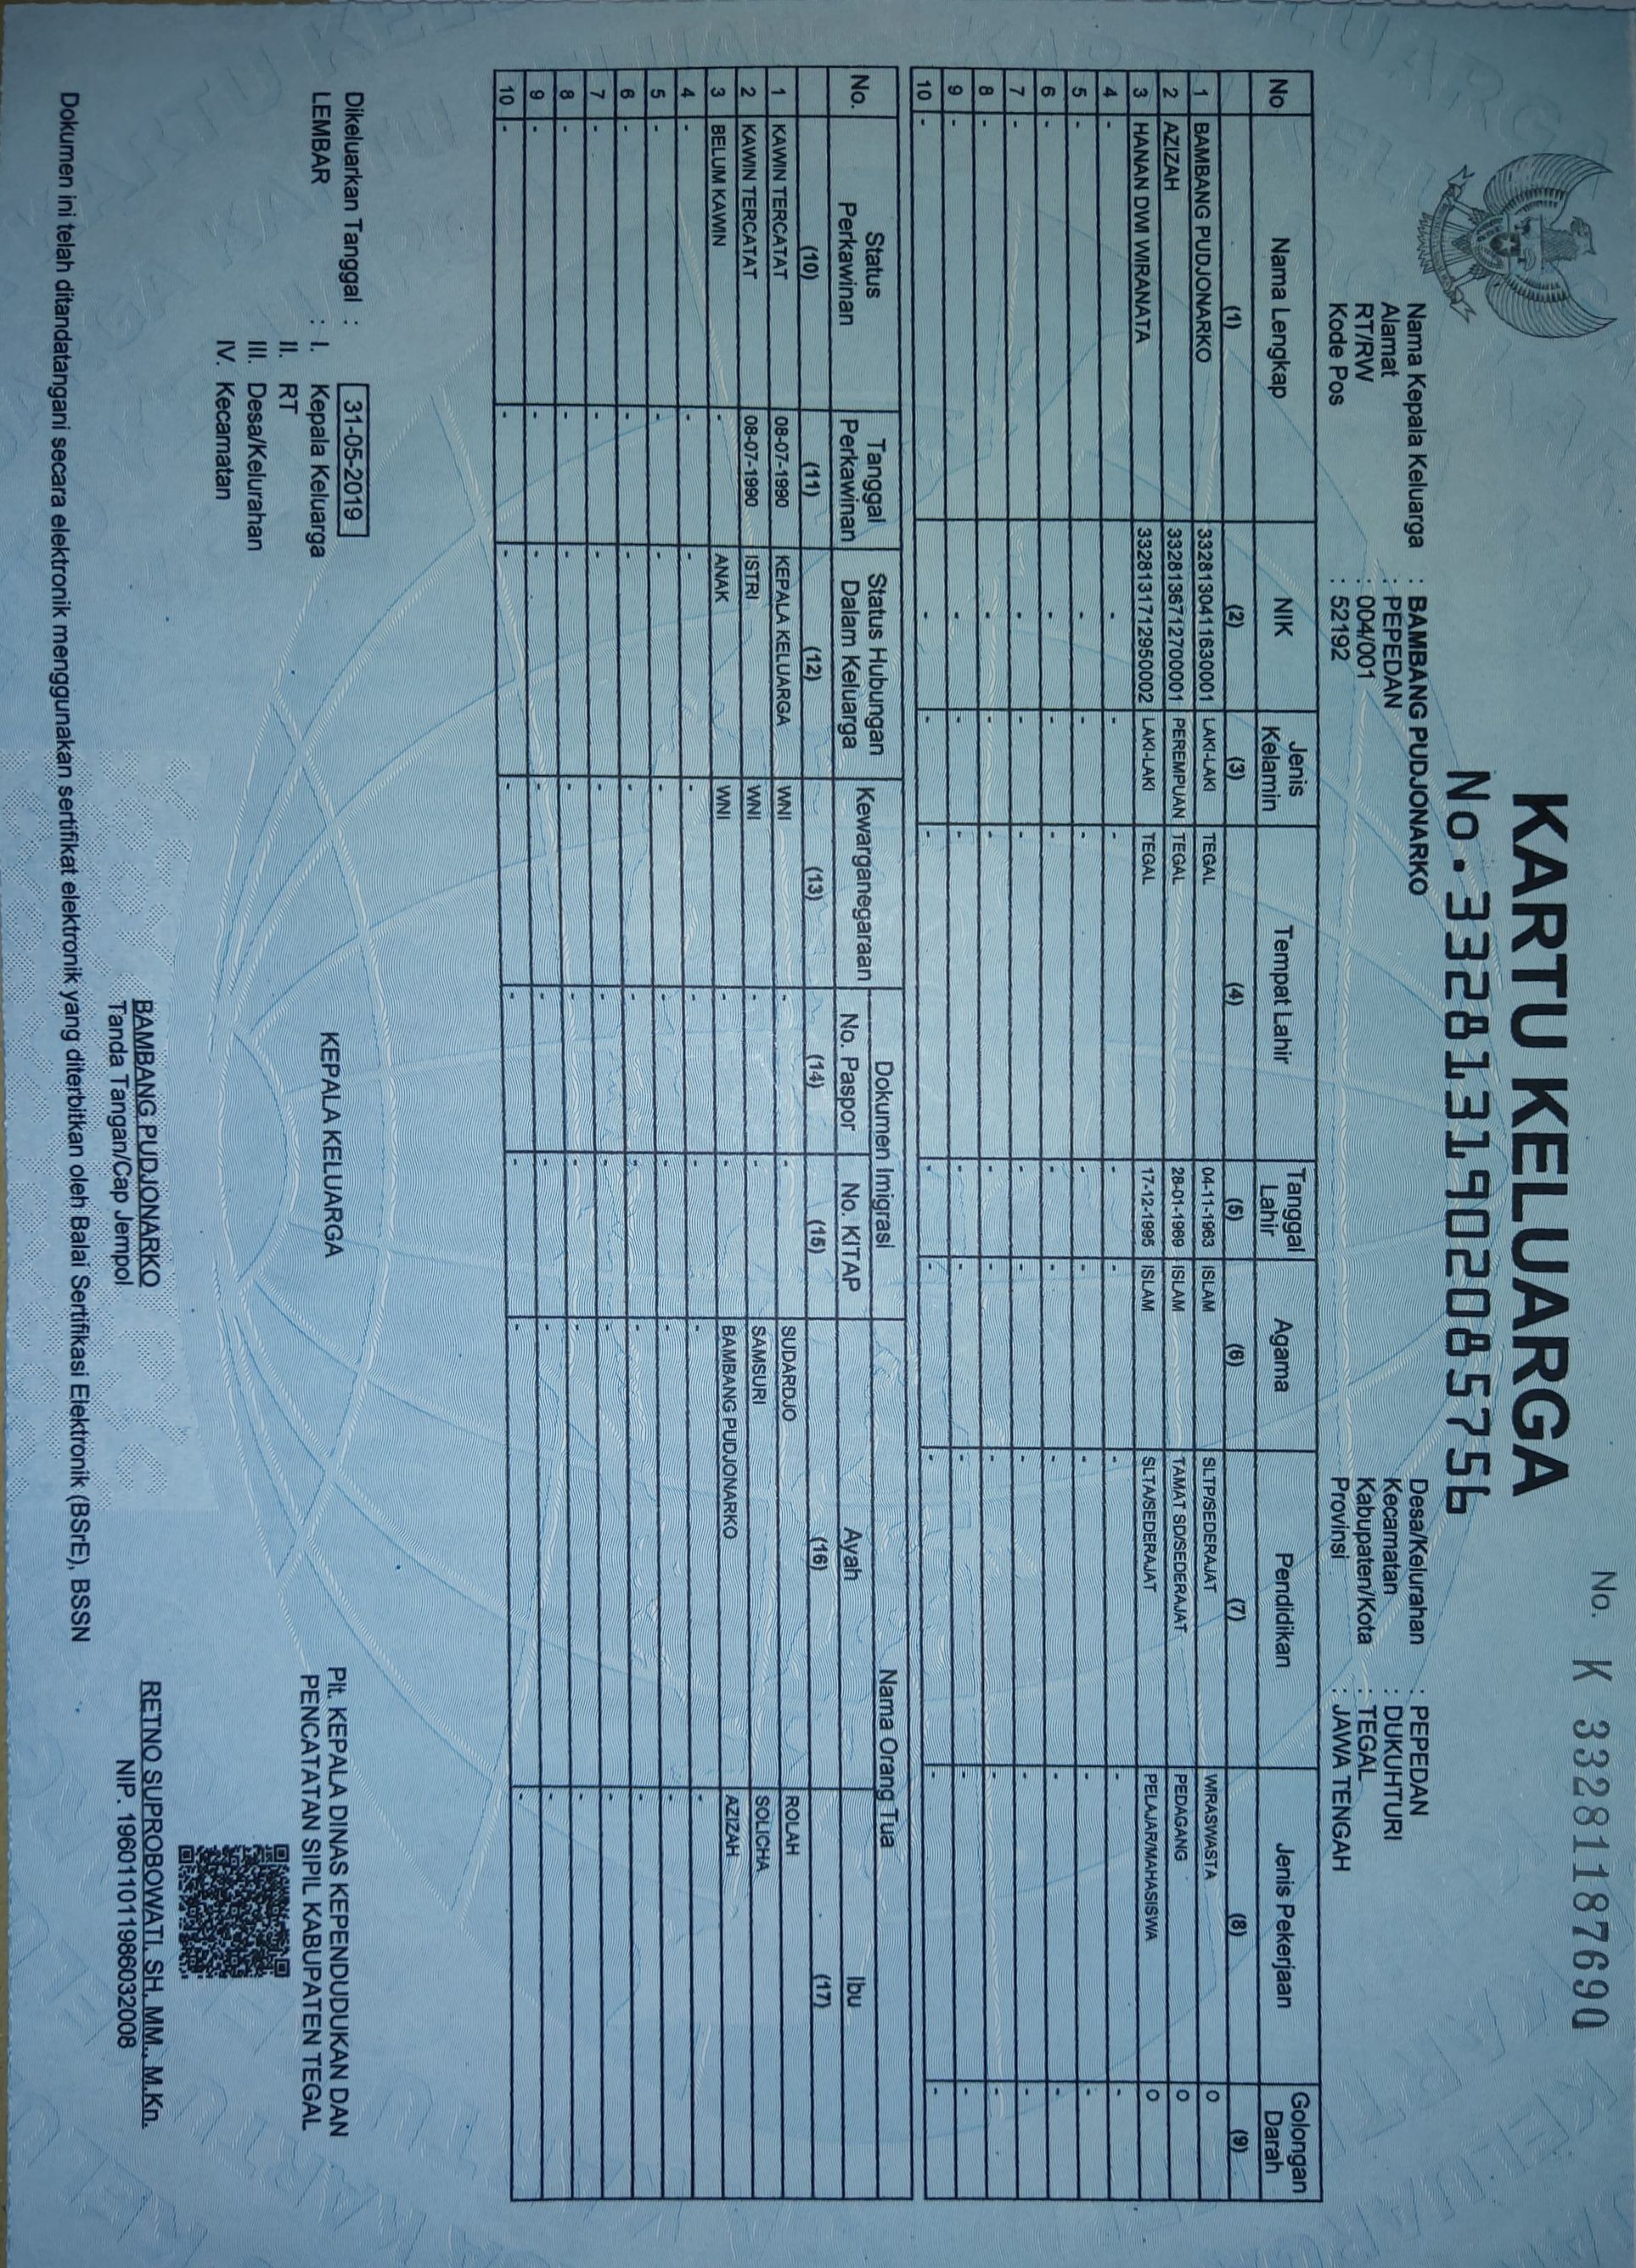 No. K 33281187690
KARTU KELUARGA
No.3328131902085756
Nama Kepala Keluarga : BAMBANG PUDJONARKO
Alamat : PEPEDAN
RT/RW : 004/001
Kode Pos : 52192
Desa/Kelurahan : PEPEDAN
Kecamatan : DUKUHTURI
Kabupaten/Kota : TEGAL
Provinsi : JAWA TENGAH
No Nama Lengkap NIK Jenis Kelamin Tempat Lahir Tanggal Lahir Agama Pendidikan Jenis Pekerjaan Golongan Darah
(1) (2) (3) (4) (5) (6) (7) (8) (9)
1 BAMBANG PUDJONARKO 3328130411630001 LAKI-LAKI TEGAL 04-11-1963 ISLAM SLTP/SEDERAJAT WIRASWASTA O
2 AZIZAH 3328136712700001 PEREMPUAN TEGAL 28-01-1969 ISLAM TAMAT SD/SEDERAJAT PEDAGANG O
3 HANAN DWI WIRANATA 3328131712950002 LAKI-LAKI TEGAL 17-12-1995 ISLAM SLTA/SEDERAJAT PELAJAR/MAHASISWA O
4 - - - - - - - - -
5 - - - - - - - - -
6 - - - - - - - - -
7 - - - - - - - - -
8 - - - - - - - - -
9 - - - - - - - - -
10 - - - - - - - - -
No. Status Perkawinan Tanggal Perkawinan Status Hubungan Dalam Keluarga Kewarganegaraan Dokumen Imigrasi Nama Orang Tua
No. Paspor No. KITAP Ayah Ibu
(10) (11) (12) (13) (14) (15) (16) (17)
1 KAWIN TERCATAT 08-07-1990 KEPALA KELUARGA WNI - - SUDARDJO ROLAH
2 KAWIN TERCATAT 08-07-1990 ISTRI WNI - - SAMSURI SOLICHA
3 BELUM KAWIN - ANAK WNI - - BAMBANG PUDJONARKO AZIZAH
4 - - - - - - - -
5 - - - - - - - -
6 - - - - - - - -
7 - - - - - - - -
8 - - - - - - - -
9 - - - - - - - -
10 - - - - - - - -
Dikeluarkan Tanggal : 31-05-2019
LEMBAR : I. Kepala Keluarga
II. RT
III. Desa/Kelurahan
IV. Kecamatan
KEPALA KELUARGA
BAMBANG PUDJONARKO
Tanda Tangan/Cap Jempol
Plt. KEPALA DINAS KEPENDUDUKAN DAN
PENCATATAN SIPIL KABUPATEN TEGAL
RETNO SUPROBOWATI, SH, MM., M.Kn.
NIP. 196011011986032008
Dokumen ini telah ditandatangani secara elektronik menggunakan sertifikat elektronik yang diterbitkan oleh Balai Sertifikasi Elektronik (BSrE), BSSN